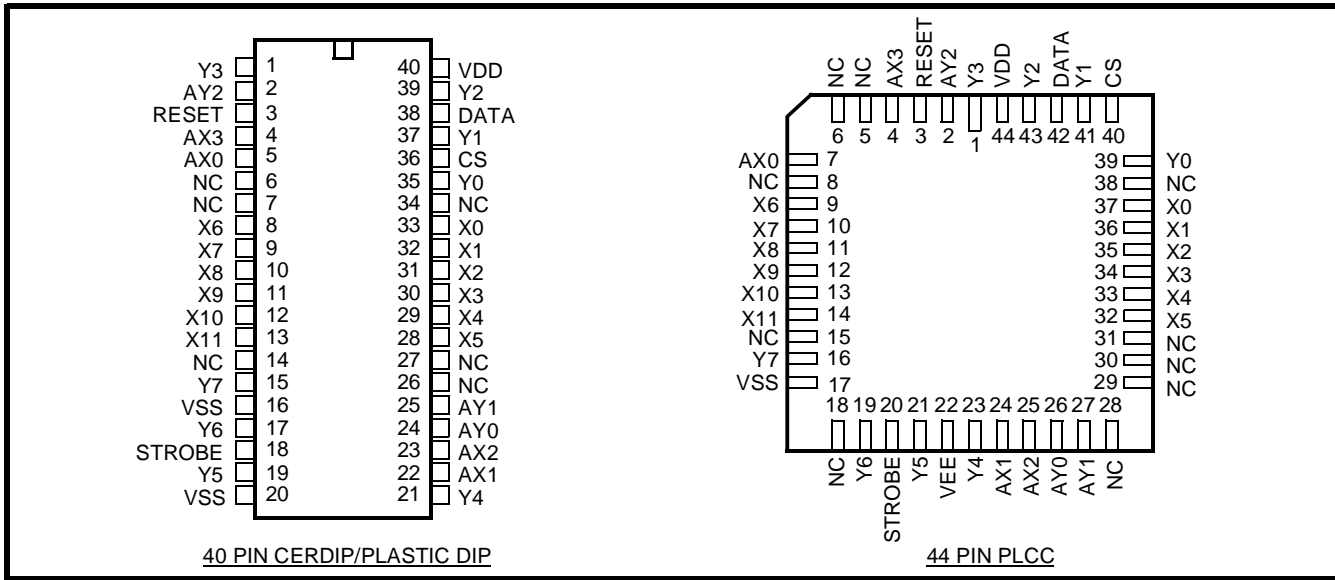 Y3 1 40 VDD
AY2 2 39 Y2
RESET 3 38 DATA
AX3 4 37 Y1
AX0 5 36 CS
NC 6 35 Y0
NC 7 34 NC
X6 8 33 X0
X7 9 32 X1
X8 10 31 X2
X9 11 30 X3
X10 12 29 X4
X11 13 28 X5
NC 14 27 NC
Y7 15 26 NC
VSS 16 25 AY1
Y6 17 24 AY0
STROBE 18 23 AX2
Y5 19 22 AX1
VSS 20 21 Y4
40 PIN CERDIP/PLASTIC DIP
NC NC AX3 RESET AY2 Y3 VDD Y2 DATA Y1 CS
6 5 4 3 2 1 44 43 42 41 40
AX0 7 39 Y0
NC 8 38 NC
X6 9 37 X0
X7 10 36 X1
X8 11 35 X2
X9 12 34 X3
X10 13 33 X4
X11 14 32 X5
NC 15 31 NC
Y7 16 30 NC
VSS 17 29 NC
18 19 20 21 22 23 24 25 26 27 28
NC Y6 STROBE Y5 VEE Y4 AX1 AX2 AY0 AY1 NC
44 PIN PLCC